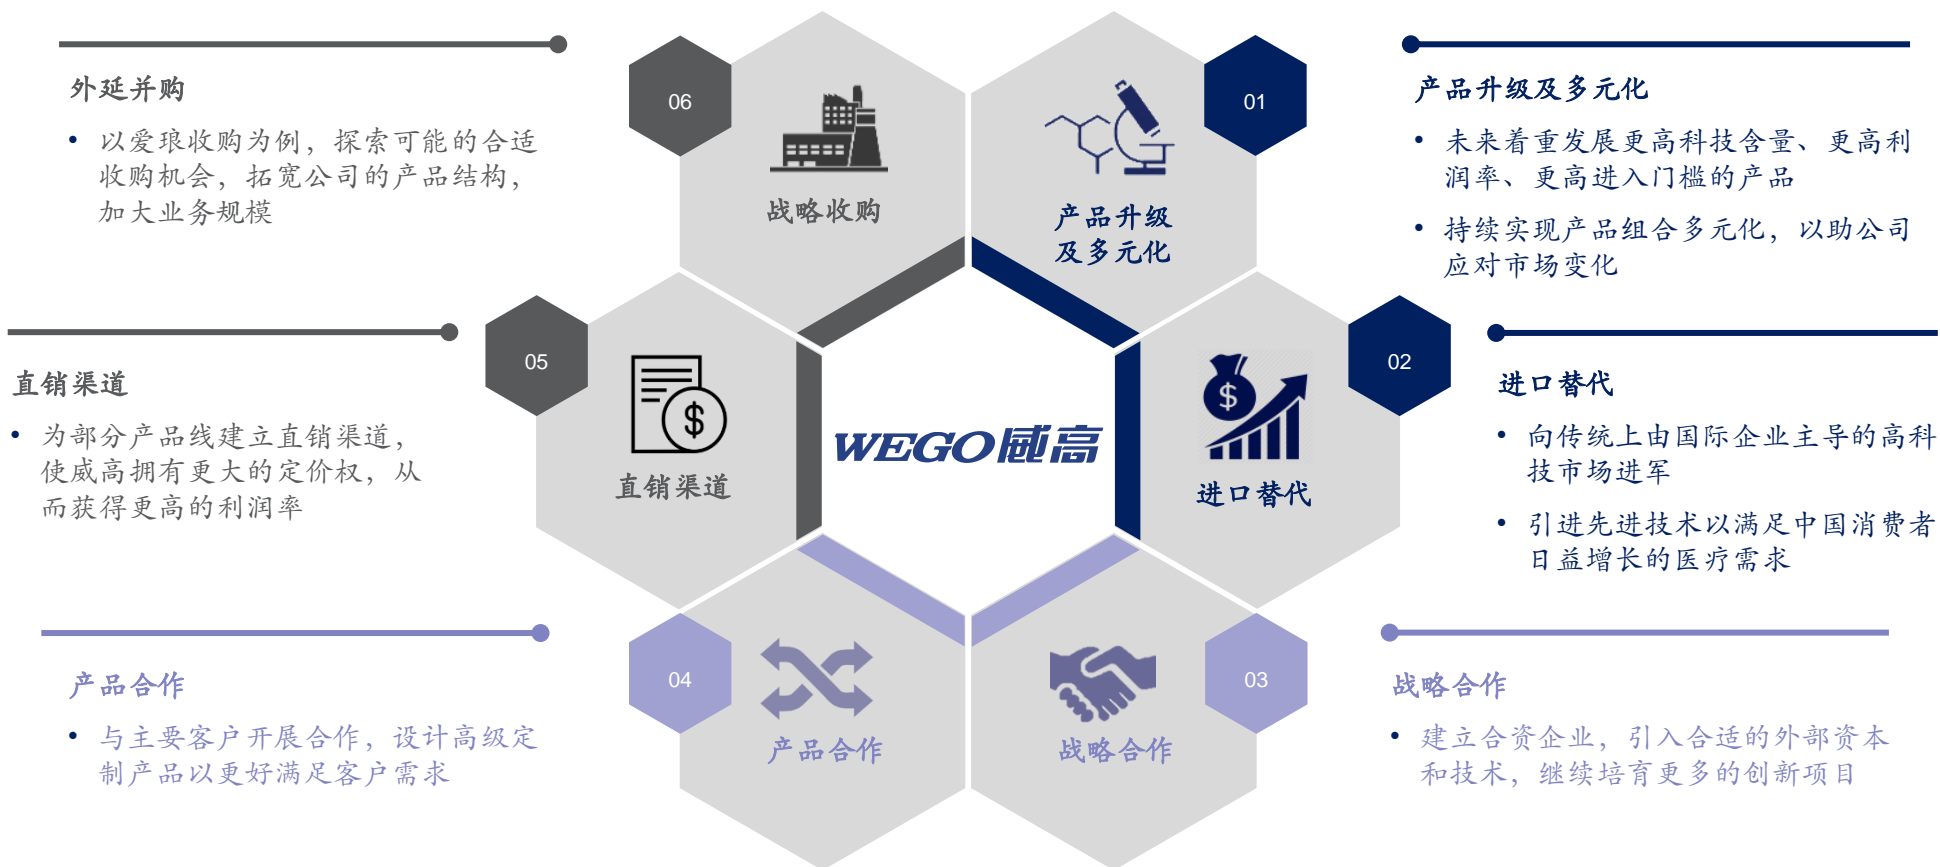 外延并购
• 以爱琅收购为例，探索可能的合适
收购机会，拓宽公司的产品结构，
加大业务规模
直销渠道
• 为部分产品线建立直销渠道，
使威高拥有更大的定价权，从
而获得更高的利润率
产品合作
• 与主要客户开展合作，设计高级定
制产品以更好满足客户需求
06
战略收购
05
直销渠道
04
产品合作
WEGO威高
01
产品升级
及多元化
02
进口替代
03
战略合作
产品升级及多元化
• 未来着重发展更高科技含量、更高利
润率、更高进入门槛的产品
• 持续实现产品组合多元化，以助公司
应对市场变化
进口替代
• 向传统上由国际企业主导的高科
技市场进军
• 引进先进技术以满足中国消费者
日益增长的医疗需求
战略合作
• 建立合资企业，引入合适的外部资本
和技术，继续培育更多的创新项目